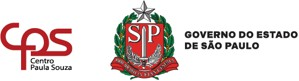 cps
Centro
Paula Souza
SP
GOVERNO DO ESTADO
DE SÃO PAULO